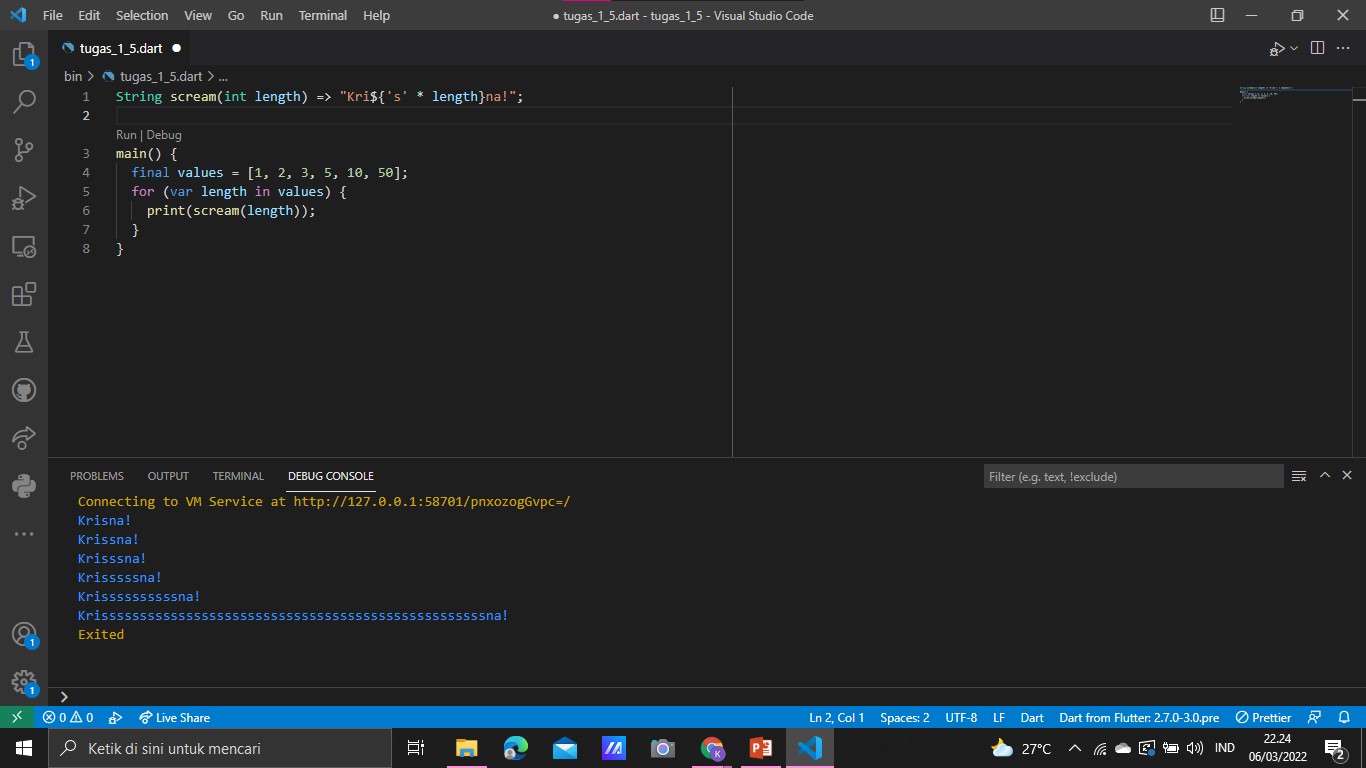 File Edit Selection View Go Run Terminal Help
● tugas_1_5.dart - tugas_1_5 - Visual Studio Code
tugas_1_5.dart ●
bin > tugas_1_5.dart > ...
1 String scream(int length) => "Kri${'s' * length}na!";
2
Run | Debug
3 main() {
4 final values = [1, 2, 3, 5, 10, 50];
5 for (var length in values) {
6 print(scream(length));
7 }
8 }
PROBLEMS OUTPUT TERMINAL DEBUG CONSOLE
Filter (e.g. text, !exclude)
Connecting to VM Service at http://127.0.0.1:58701/pnxozogGvpc=/
Krisna!
Krissna!
Krisssna!
Krisssssna!
Krissssssssssna!
Krissssssssssssssssssssssssssssssssssssssssssssssssssna!
Exited
1
1
1
0 0 Live Share
Ln 2, Col 1 Spaces: 2 UTF-8 LF Dart Dart from Flutter: 2.7.0-3.0.pre Prettier
Ketik di sini untuk mencari
K
27°C
IND
22.24
06/03/2022
2